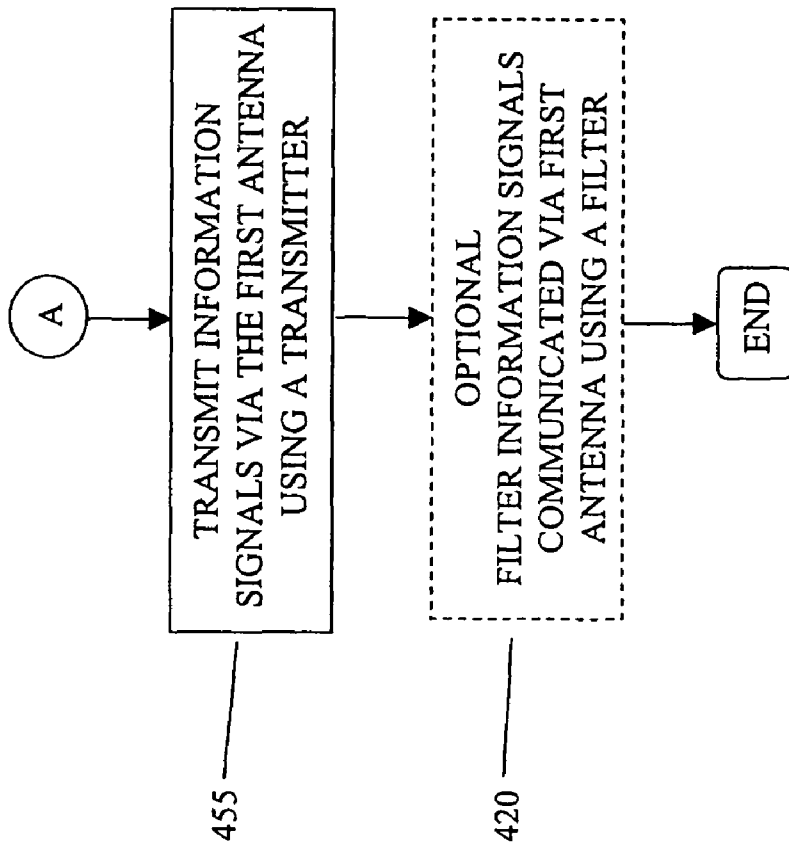 A
TRANSMIT INFORMATION
SIGNALS VIA THE FIRST ANTENNA
USING A TRANSMITTER
455
OPTIONAL
FILTER INFORMATION SIGNALS
COMMUNICATED VIA FIRST
ANTENNA USING A FILTER
420
END